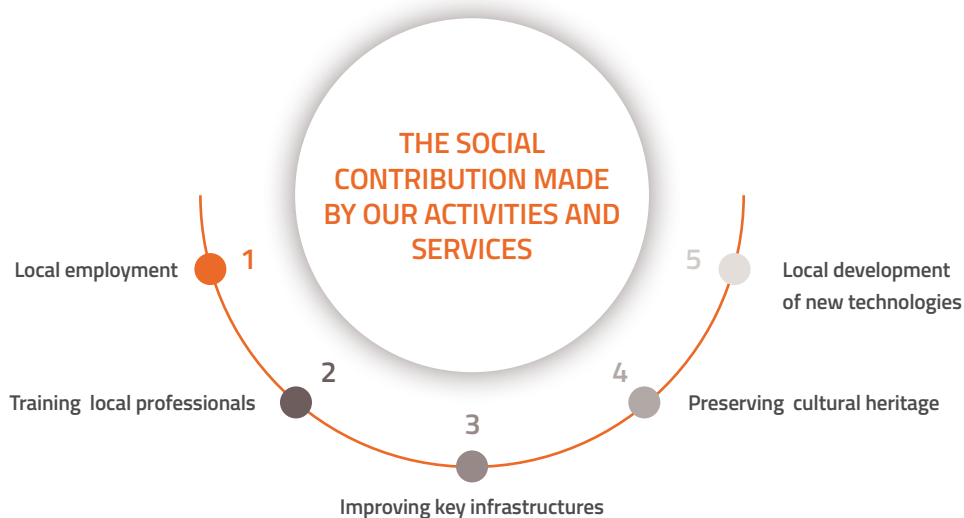 THE SOCIAL
CONTRIBUTION MADE
BY OUR ACTIVITIES AND
SERVICES
1
Local employment
2
Training local professionals
3
Improving key infrastructures
4
Preserving cultural heritage
5
Local development
of new technologies